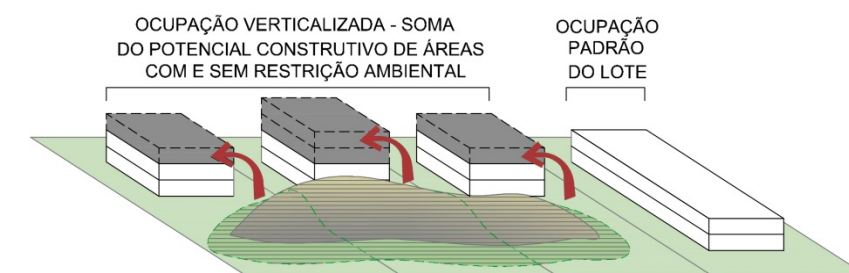 OCUPAÇÃO VERTICALIZADA - SOMA
DO POTENCIAL CONSTRUTIVO DE ÁREAS
COM E SEM RESTRIÇÃO AMBIENTAL
OCUPAÇÃO
PADRÃO
DO LOTE